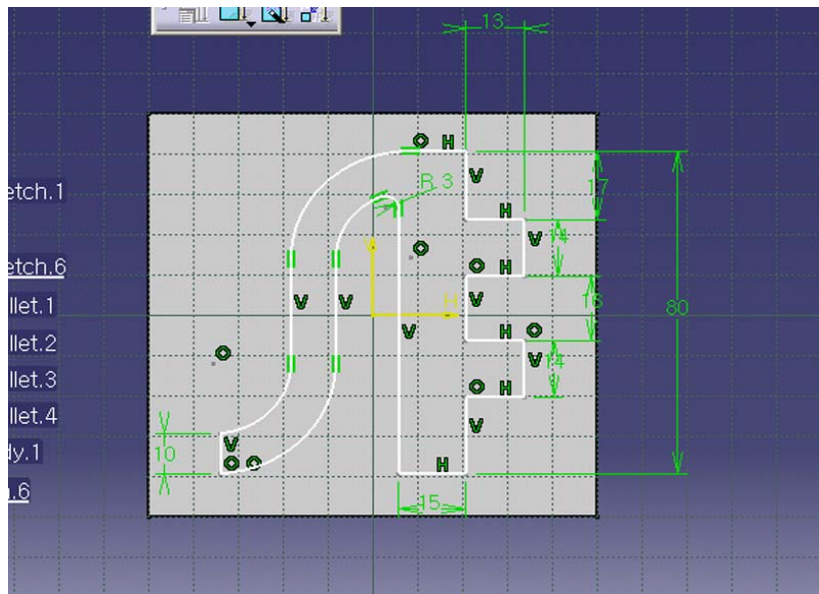 13
H
V
R 3
etch.1
17
H
V
14
V
H
etch.6
H
V
V
V
16
llet.1
80
V
H
llet.2
V
14
llet.3
H
llet.4
V
V
10
dy.1
H
n.6
15